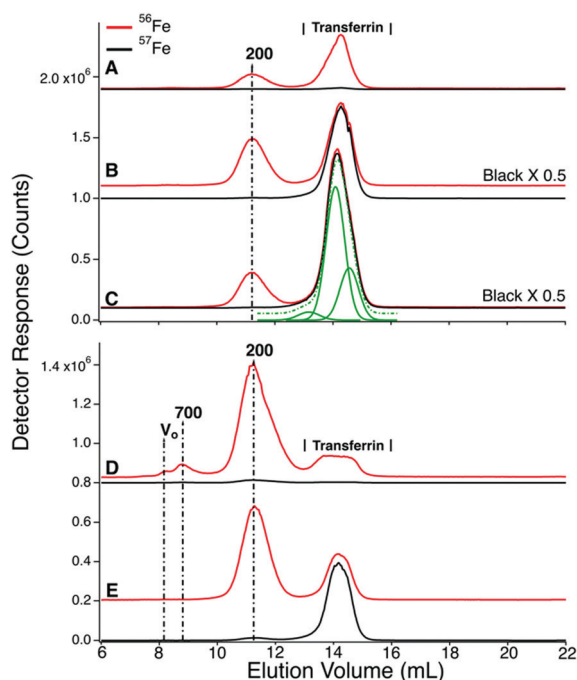 ⁵⁶Fe
⁵⁷Fe
| Transferrin |
200
A
2.0 x10⁶
1.5
B
Black X 0.5
1.0
0.5
C
Black X 0.5
0.0
Detector Response (Counts)
1.4 x10⁶
200
700
Vₒ
1.2
1.0
| Transferrin |
D
0.8
0.6
0.4
E
0.2
0.0
6 8 10 12 14 16 18 20 22
Elution Volume (mL)